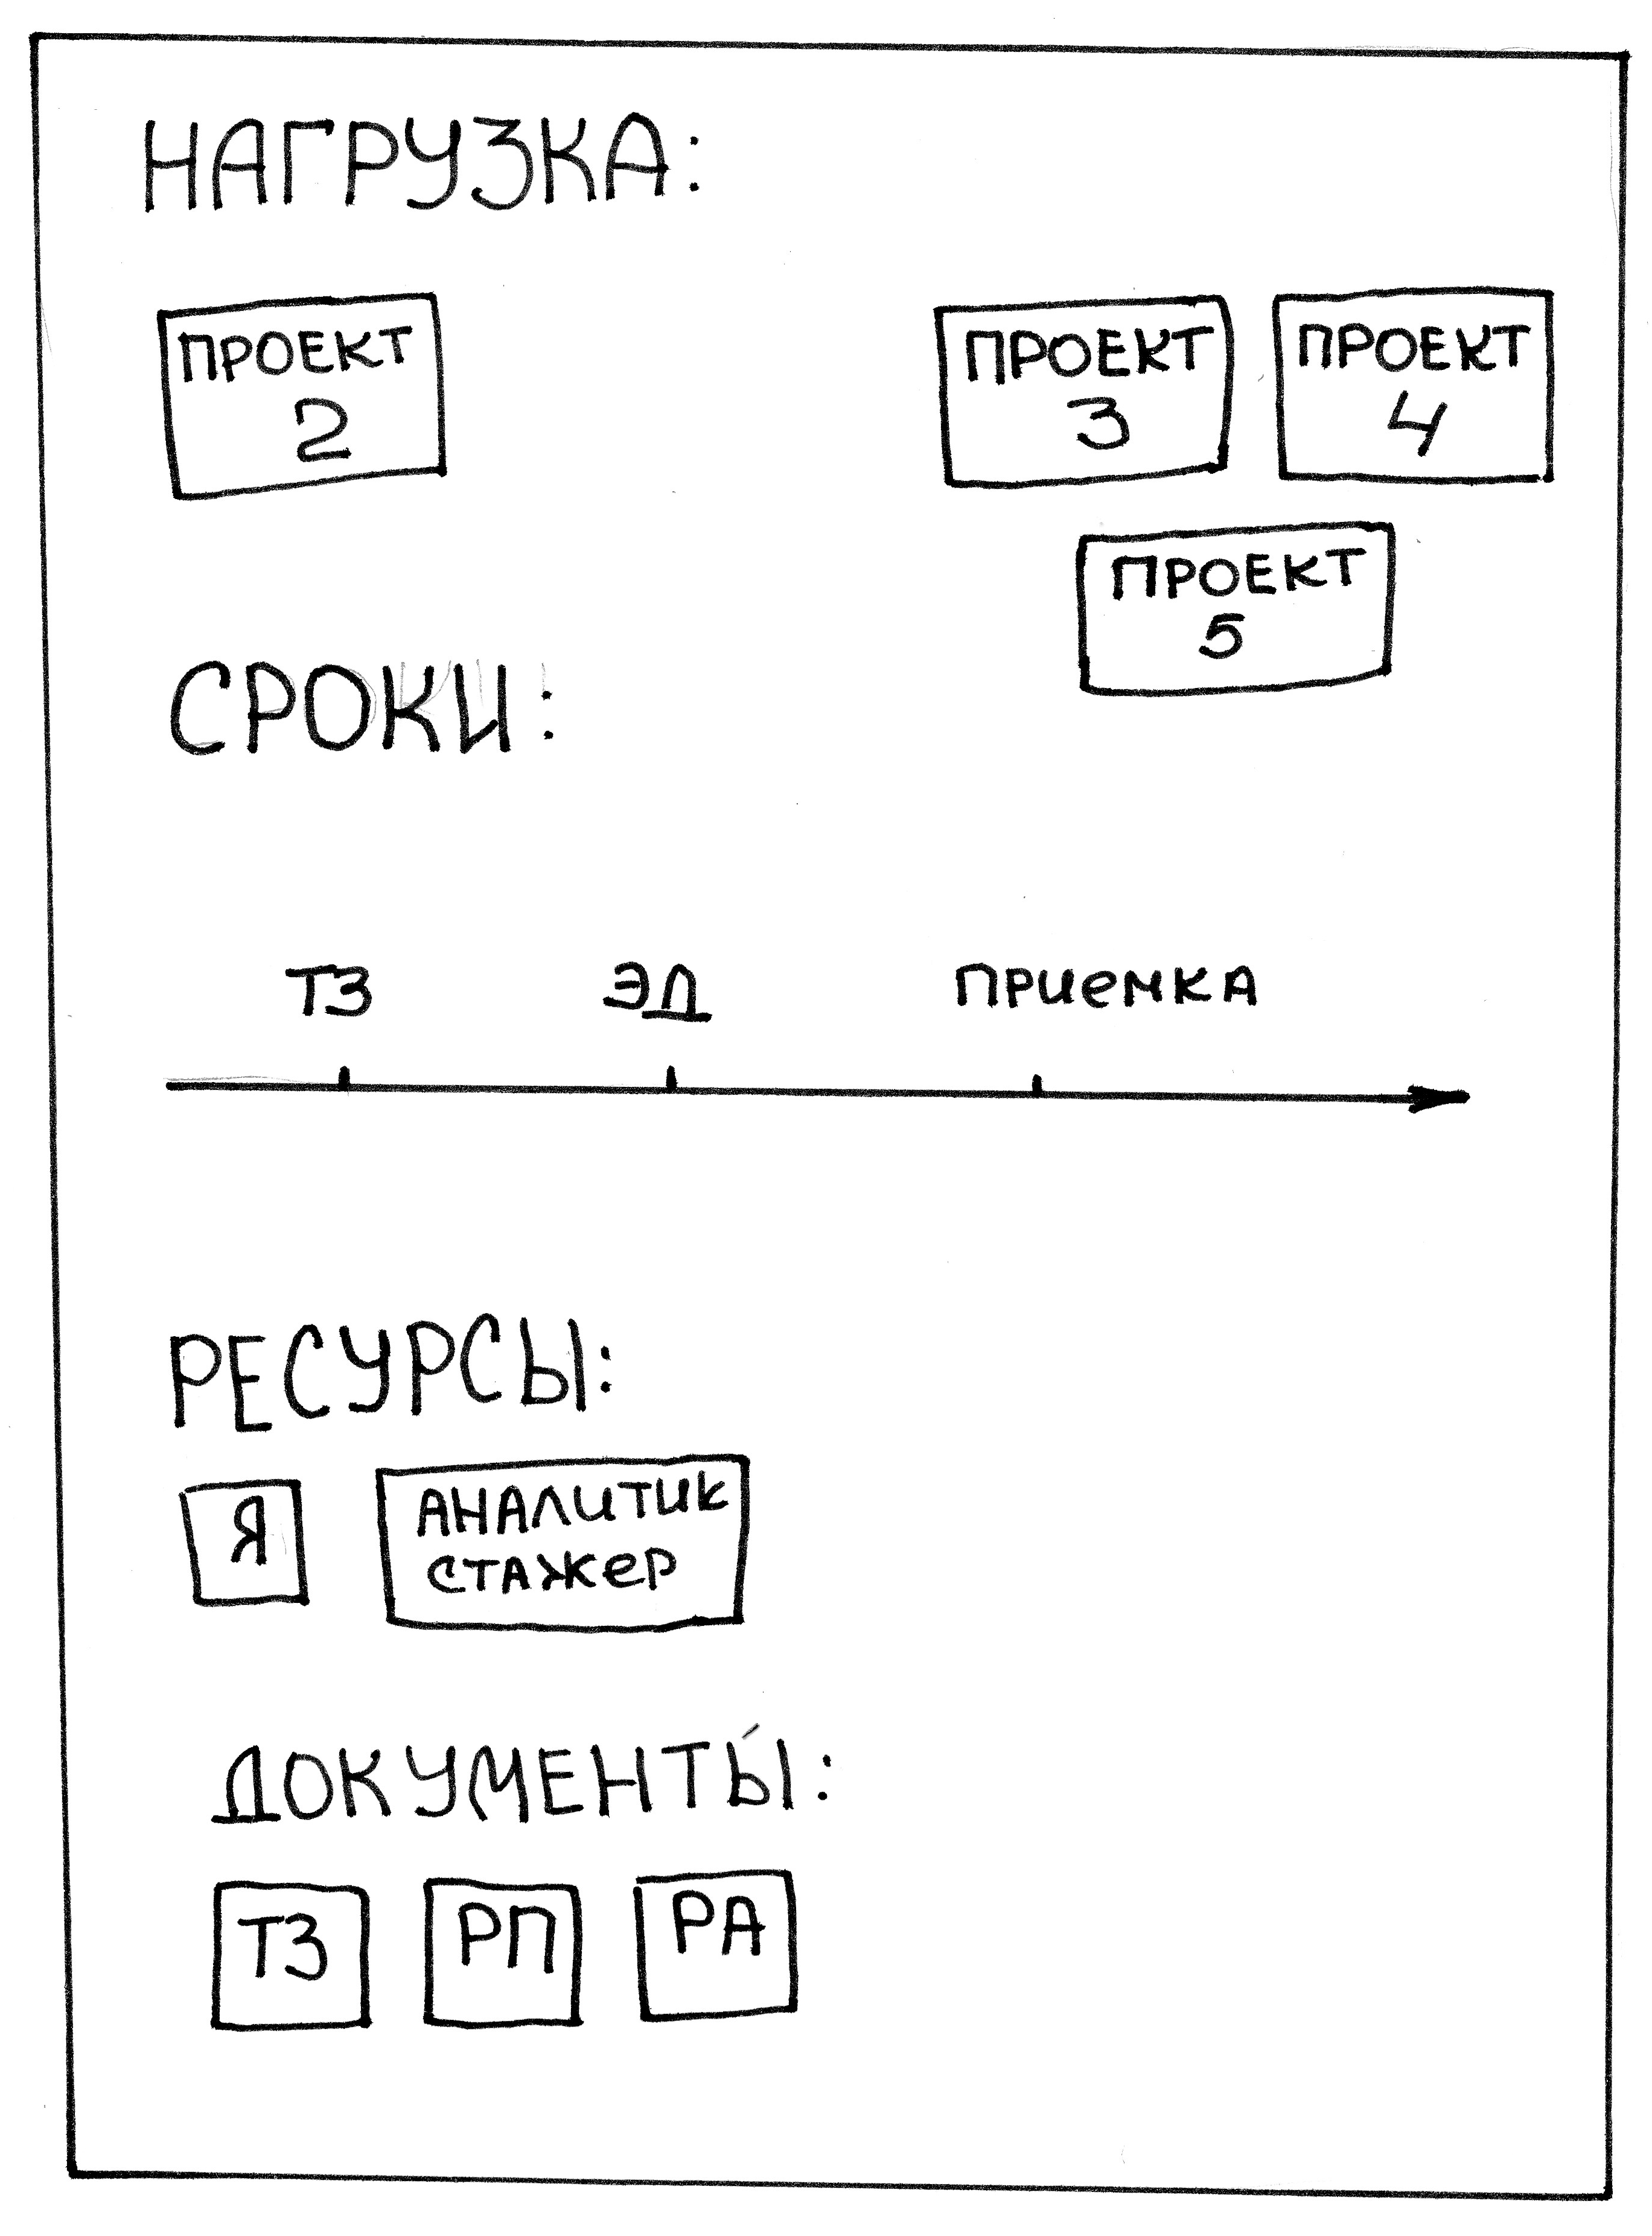 НАГРУЗКА:
ПРОЕКТ
2
ПРОЕКТ
3
ПРОЕКТ
4
ПРОЕКТ
5
СРОКИ:
ТЗ ЭД ПРИЕМКА
РЕСУРСЫ:
Я
АНАЛИТИК
СТАЖЕР
ДОКУМЕНТЫ:
ТЗ РП РА